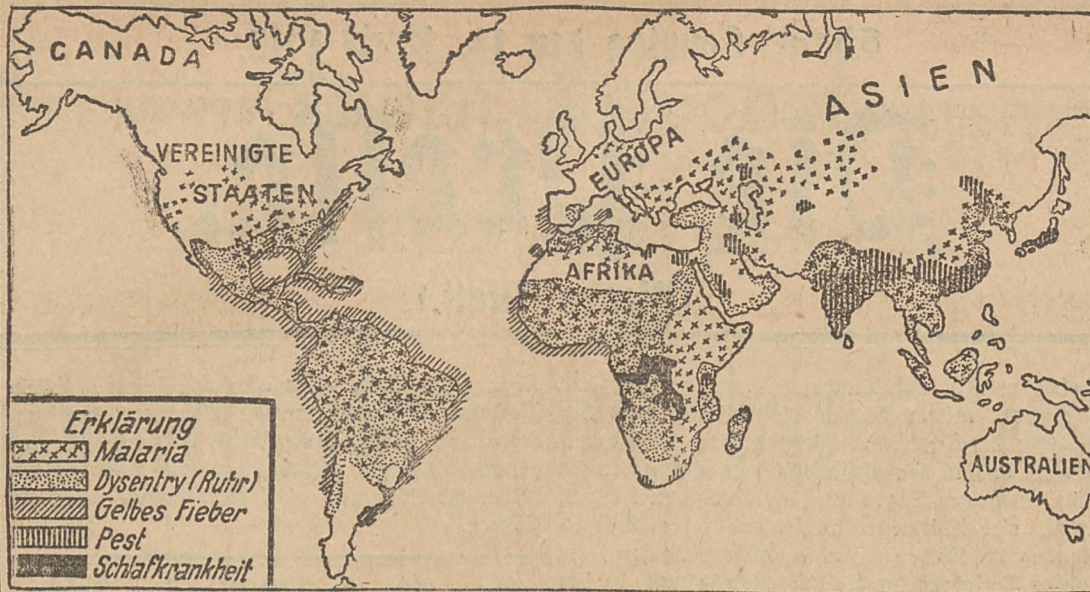 CANADA
VEREINIGTE
STAATEN
EUROPA
ASIEN
AFRIKA
AUSTRALIEN
Erklärung
Malaria
Dysentry (Ruhr)
Gelbes Fieber
Pest
Schlafkrankheit